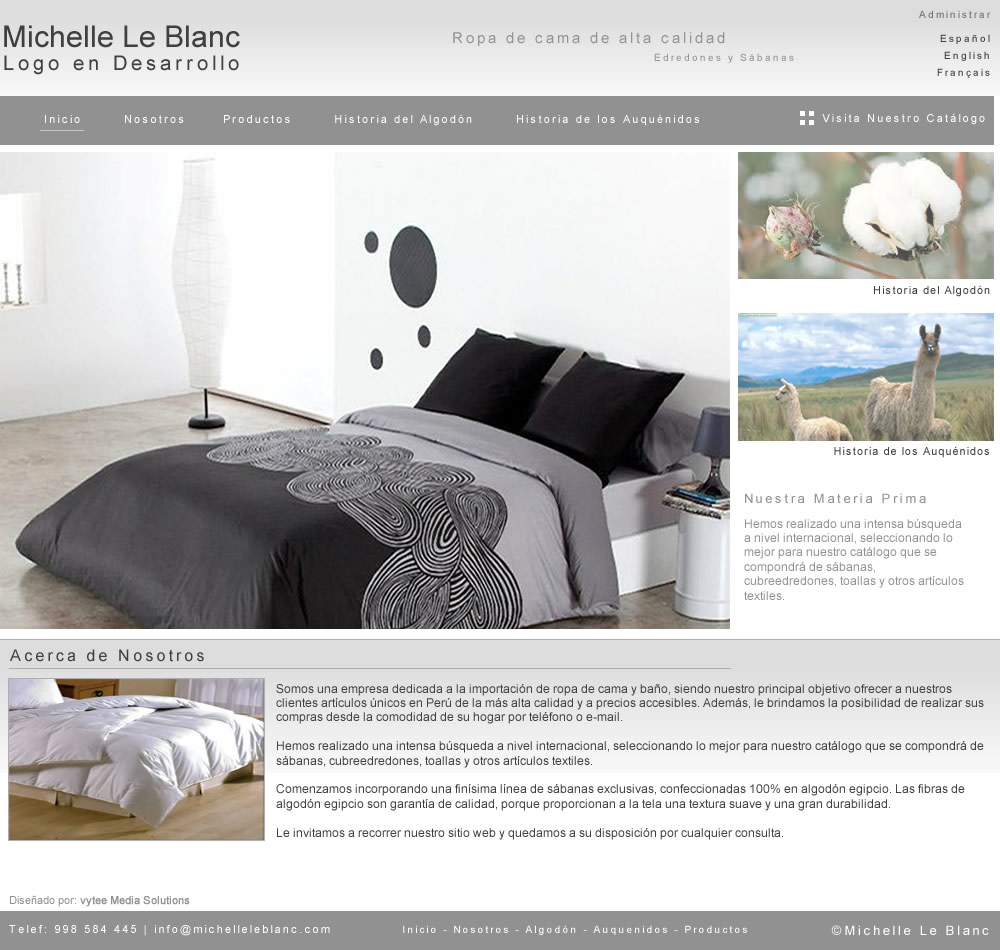 Administrar
Michelle Le Blanc
Logo en Desarrollo
Ropa de cama de alta calidad
Edredones y Sábanas
Español
English
Français
Inicio Nosotros Productos Historia del Algodón Historia de los Auquénidos Visita Nuestro Catálogo
Historia del Algodón
Historia de los Auquénidos
Nuestra Materia Prima
Hemos realizado una intensa búsqueda
a nivel internacional, seleccionando lo
mejor para nuestro catálogo que se
compondrá de sábanas,
cubreedredones, toallas y otros artículos
textiles.
Acerca de Nosotros
Somos una empresa dedicada a la importación de ropa de cama y baño, siendo nuestro principal objetivo ofrecer a nuestros
clientes artículos únicos en Perú de la más alta calidad y a precios accesibles. Además, le brindamos la posibilidad de realizar sus
compras desde la comodidad de su hogar por teléfono o e-mail.
Hemos realizado una intensa búsqueda a nivel internacional, seleccionando lo mejor para nuestro catálogo que se compondrá de
sábanas, cubreedredones, toallas y otros artículos textiles.
Comenzamos incorporando una finísima línea de sábanas exclusivas, confeccionadas 100% en algodón egipcio. Las fibras de
algodón egipcio son garantía de calidad, porque proporcionan a la tela una textura suave y una gran durabilidad.
Le invitamos a recorrer nuestro sitio web y quedamos a su disposición por cualquier consulta.
Diseñado por: vytee Media Solutions
Telef: 998 584 445 | info@michelleleblanc.com Inicio - Nosotros - Algodón - Auquenidos - Productos ©Michelle Le Blanc